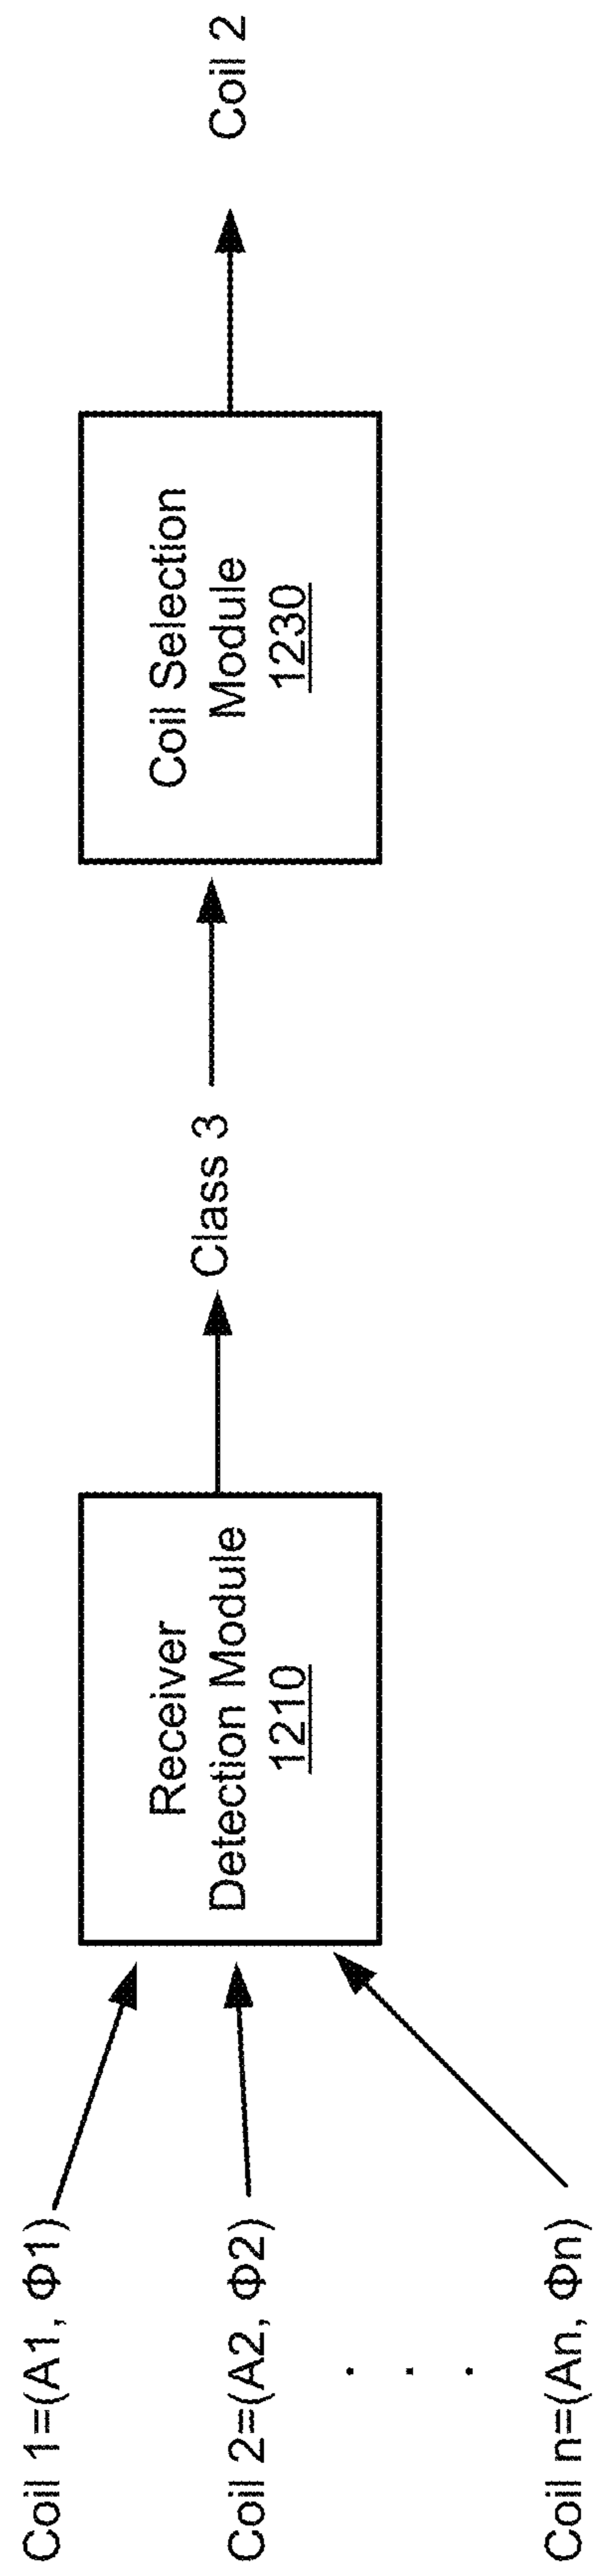 Coil 1=(A1, Φ1)
Coil 2=(A2, Φ2)
. . .
Coil n=(An, Φn)
Receiver
Detection Module
1210
Class 3
Coil Selection
Module
1230
Coil 2